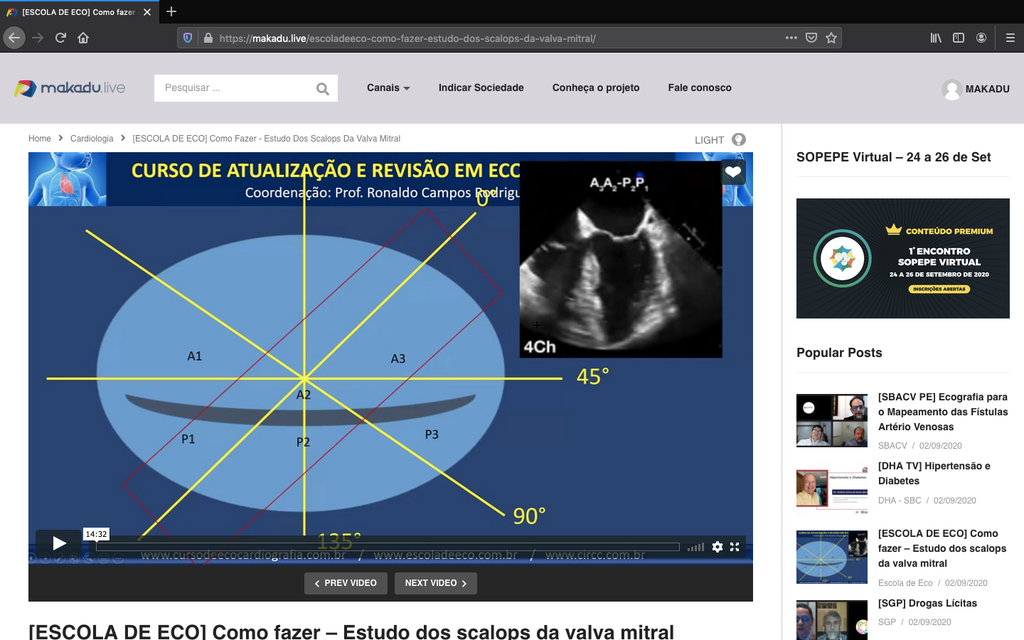 [ESCOLA DE ECO] Como fazer
https://makadu.live/escoladeeco-como-fazer-estudo-dos-scalops-da-valva-mitral/
makadu.live
Pesquisar ...
Canais
Indicar Sociedade
Conheça o projeto
Fale conosco
MAKADU
Home > Cardiologia > [ESCOLA DE ECO] Como Fazer - Estudo Dos Scalops Da Valva Mitral
LIGHT
CURSO DE ATUALIZAÇÃO E REVISÃO EM ECO
Coordenação: Prof. Ronaldo Campos Rodrigu
0°
A3A2-P2P1
4Ch
A1
A3
45°
A2
P1
P2
P3
90°
135°
14:32
www.cursodeecocardiografia.com.br / www.escoladeeco.com.br / www.circc.com.br
PREV VIDEO
NEXT VIDEO
[ESCOLA DE ECO] Como fazer – Estudo dos scalops da valva mitral
SOPEPE Virtual – 24 a 26 de Set
CONTEÚDO PREMIUM
1º ENCONTRO
SOPEPE VIRTUAL
24 A 26 DE SETEMBRO DE 2020
INSCRIÇÕES ABERTAS
Popular Posts
[SBACV PE] Ecografia para
o Mapeamento das Fístulas
Artério Venosas
SBACV / 02/09/2020
[DHA TV] Hipertensão e
Diabetes
DHA - SBC / 02/09/2020
[ESCOLA DE ECO] Como
fazer – Estudo dos scalops
da valva mitral
Escola de Eco / 02/09/2020
[SGP] Drogas Lícitas
SGP / 02/09/2020